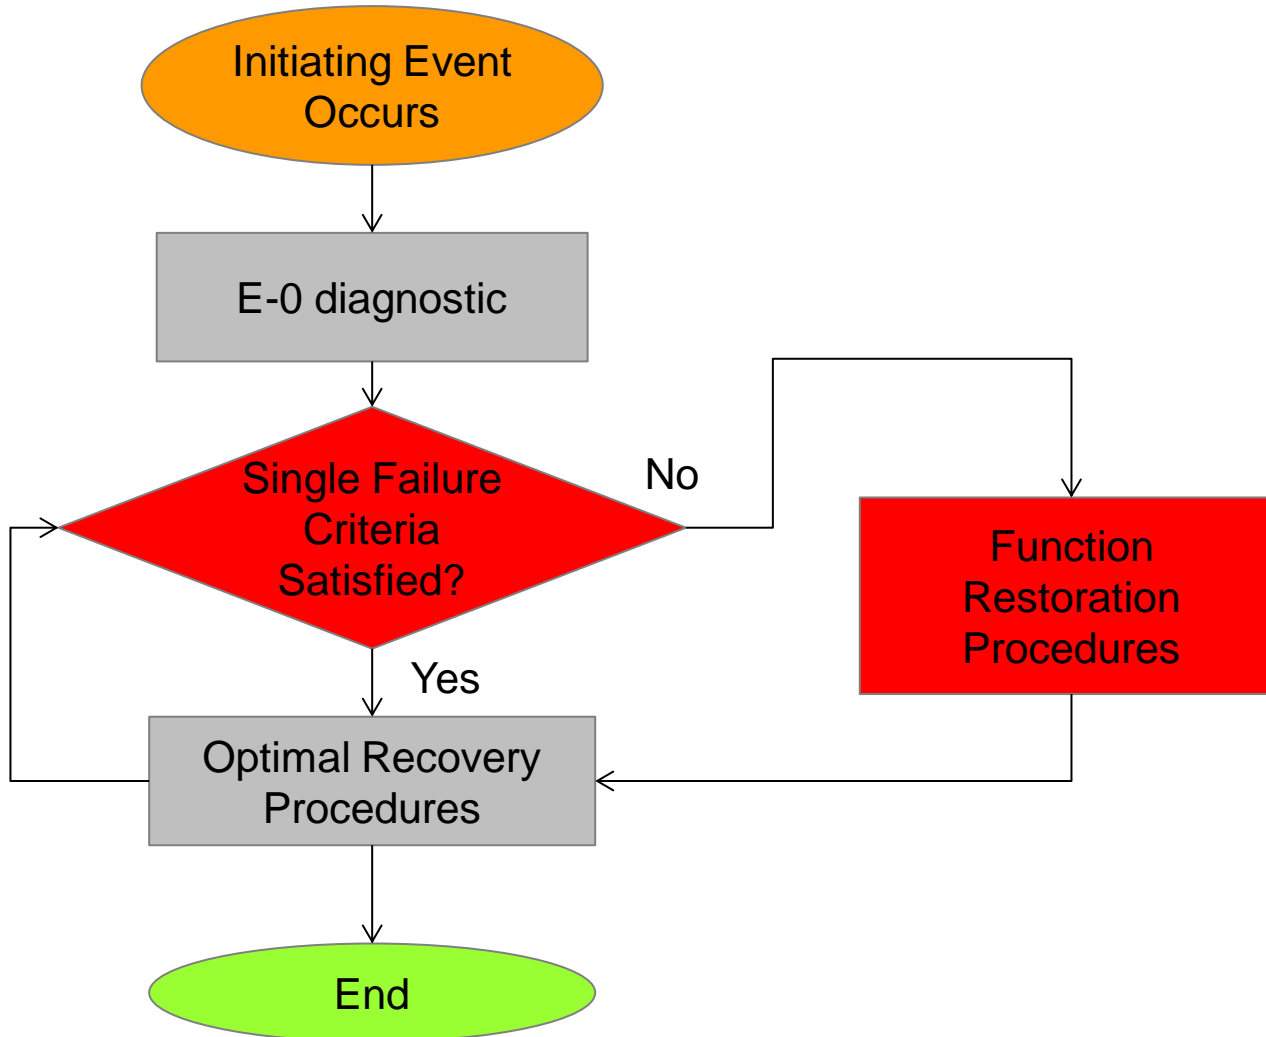 Initiating Event
Occurs
E-0 diagnostic
Single Failure
Criteria
Satisfied?
No
Function
Restoration
Procedures
Yes
Optimal Recovery
Procedures
End